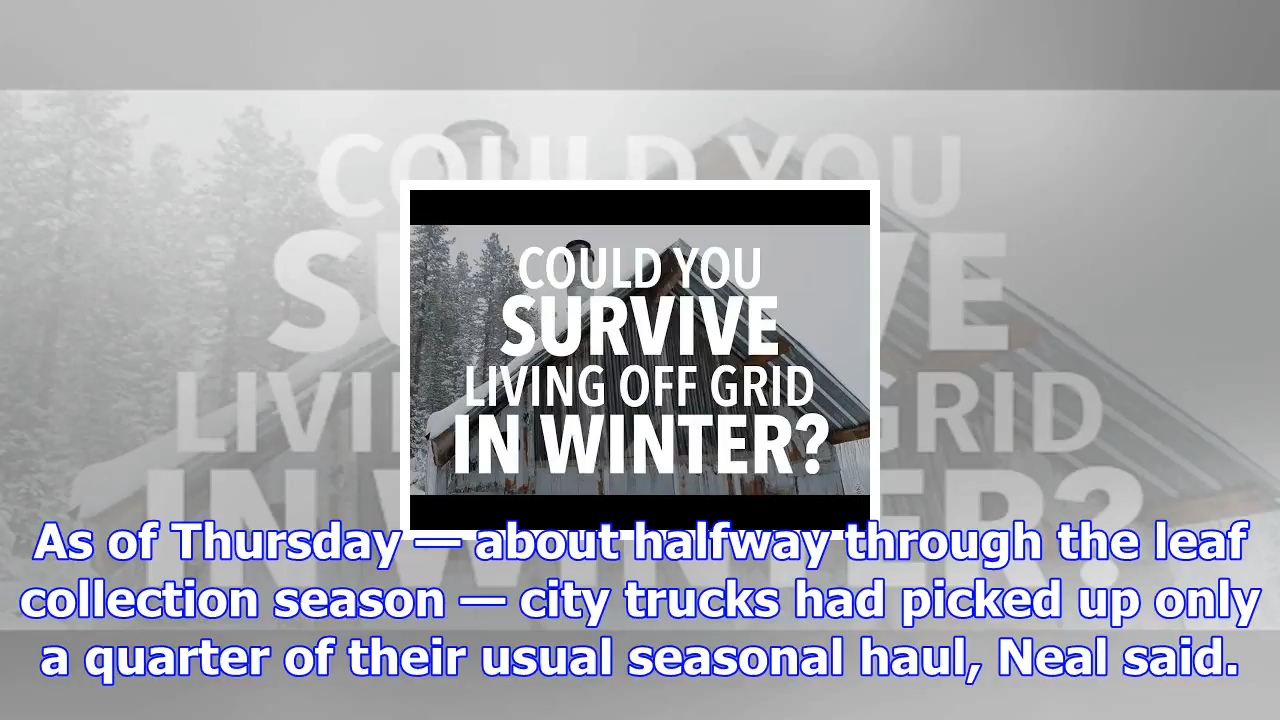 COULD YOU
SURVIVE
LIVING OFF GRID
IN WINTER?
As of Thursday — about halfway through the leaf
collection season — city trucks had picked up only
a quarter of their usual seasonal haul, Neal said.